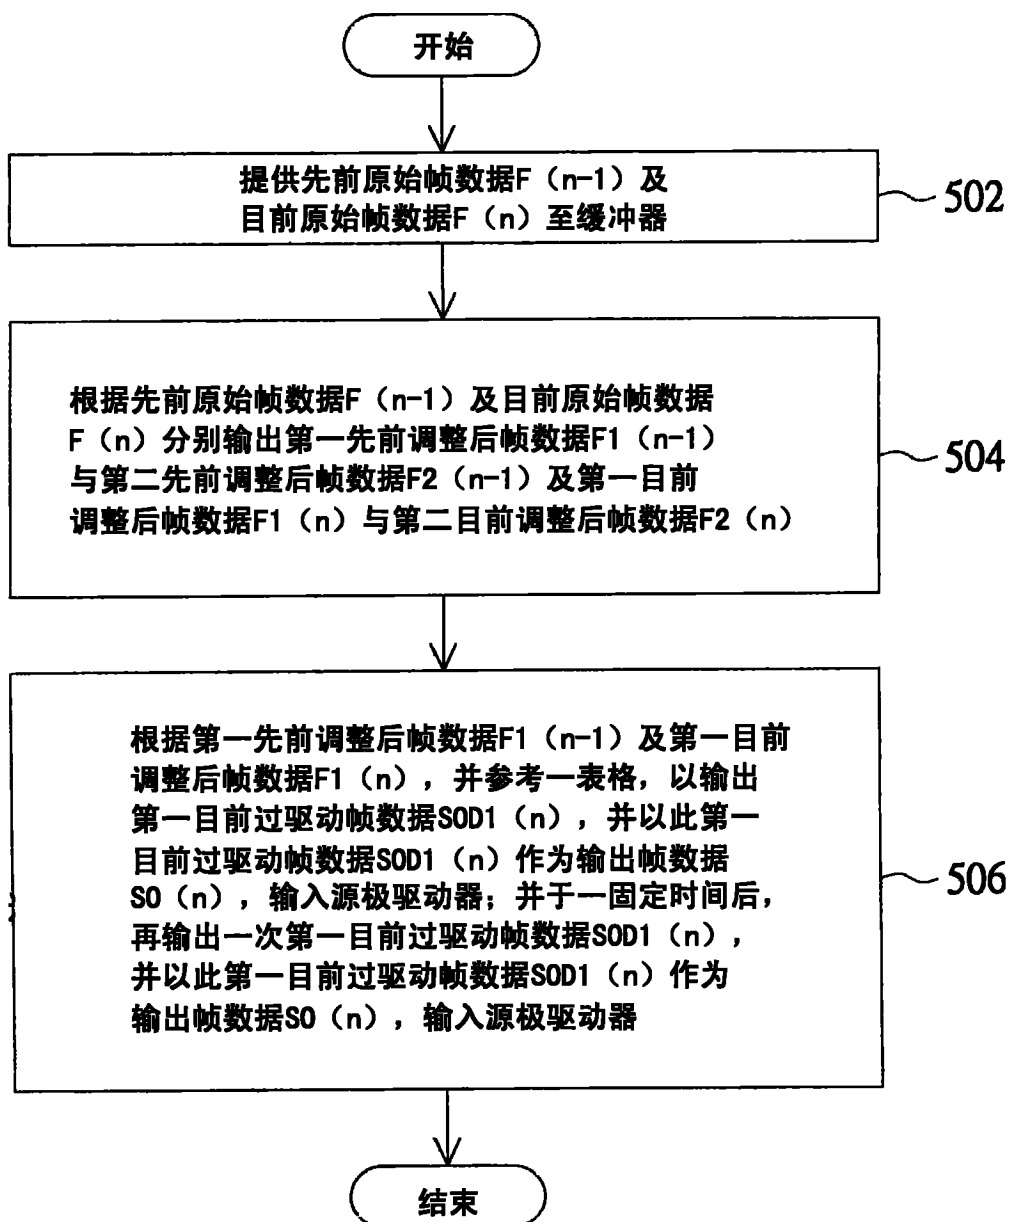 开始
提供先前原始帧数据F（n-1）及
目前原始帧数据F（n）至缓冲器
502
根据先前原始帧数据F（n-1）及目前原始帧数据
F（n）分别输出第一先前调整后帧数据F1（n-1）
与第二先前调整后帧数据F2（n-1）及第一目前
调整后帧数据F1（n）与第二目前调整后帧数据F2（n）
504
根据第一先前调整后帧数据F1（n-1）及第一目前
调整后帧数据F1（n），并参考一表格，以输出
第一目前过驱动帧数据SOD1（n），并以此第一
目前过驱动帧数据SOD1（n）作为输出帧数据
SO（n），输入源极驱动器；并于一固定时间后，
再输出一次第一目前过驱动帧数据SOD1（n），
并以此第一目前过驱动帧数据SOD1（n）作为
输出帧数据SO（n），输入源极驱动器
506
结束